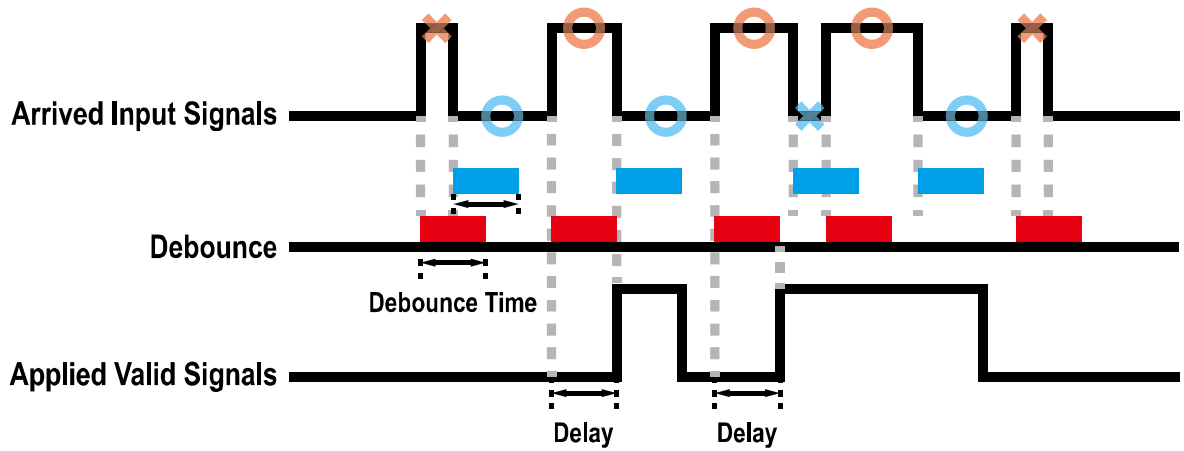 Arrived Input Signals
Debounce
Debounce Time
Applied Valid Signals
Delay
Delay